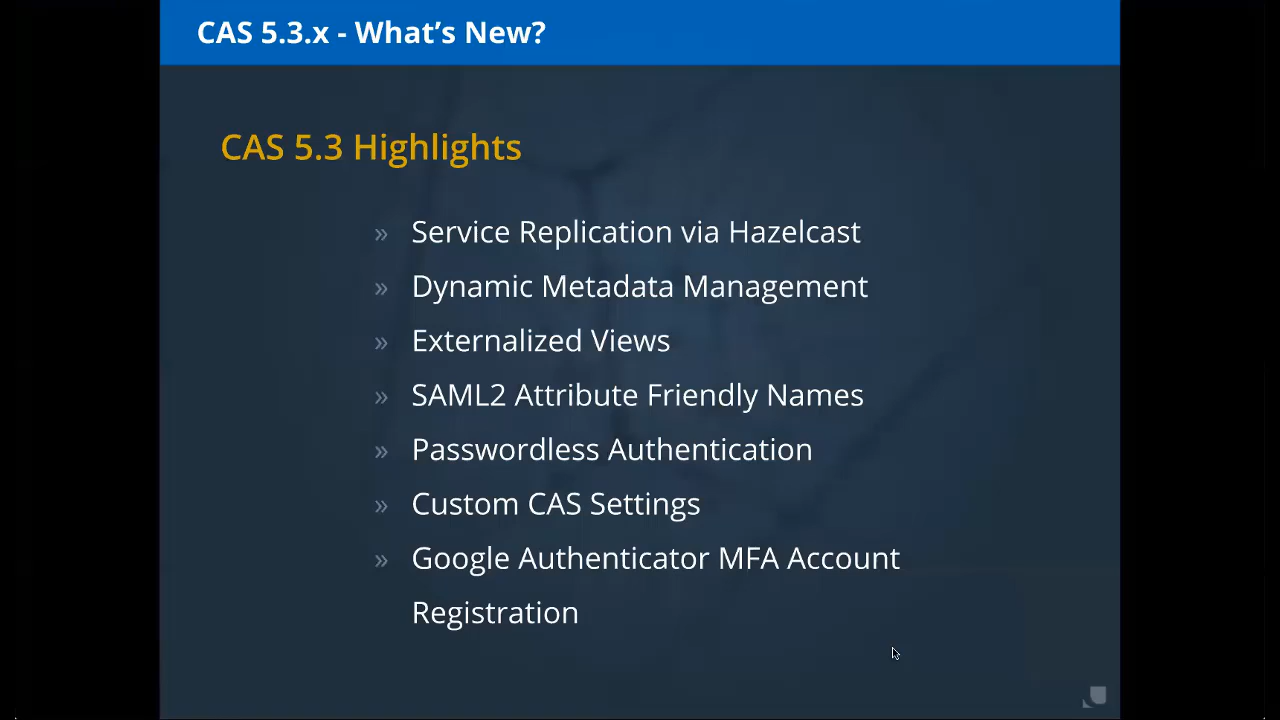 CAS 5.3.x - What’s New?
CAS 5.3 Highlights
» Service Replication via Hazelcast
» Dynamic Metadata Management
» Externalized Views
» SAML2 Attribute Friendly Names
» Passwordless Authentication
» Custom CAS Settings
» Google Authenticator MFA Account
Registration